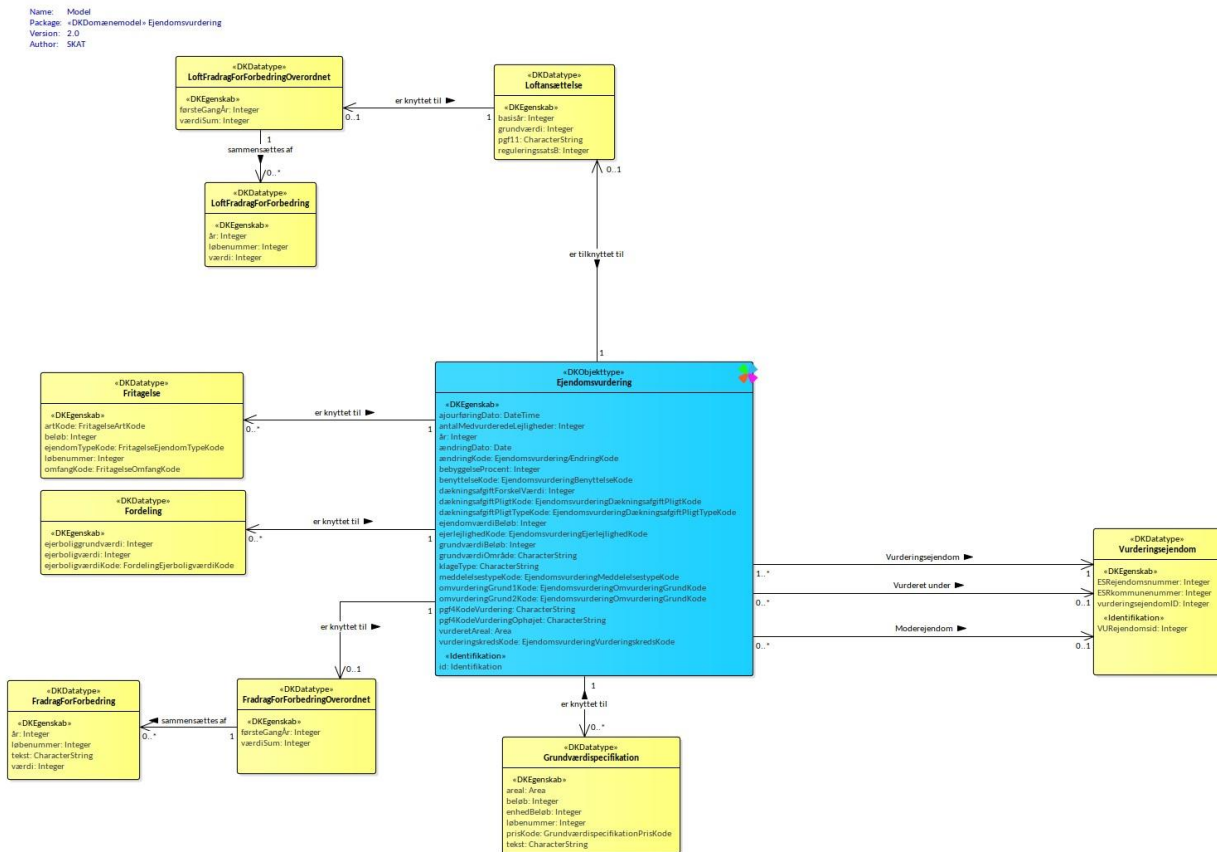 Name: Model
Package: «DKDomænemodel» Ejendomsvurdering
Version: 2.0
Author: SKAT
«DKDatatype»
LoftFradragForForbedringOverordnet
«DKEgenskab»
førsteGangÅr: Integer
værdiSum: Integer
er knyttet til
0..1
1
«DKDatatype»
Loftansættelse
«DKEgenskab»
basisår: Integer
grundværdi: Integer
pgf11: CharacterString
reguleringssatsB: Integer
1
sammensættes af
0..*
«DKDatatype»
LoftFradragForForbedring
«DKEgenskab»
år: Integer
løbenummer: Integer
værdi: Integer
0..1
er tilknyttet til
1
«DKDatatype»
Fritagelse
«DKEgenskab»
artKode: FritagelseArtKode
beløb: Integer
ejendomTypeKode: FritagelseEjendomTypeKode
løbenummer: Integer
omfangKode: FritagelseOmfangKode
er knyttet til
0..*
1
«DKDatatype»
Fordeling
«DKEgenskab»
ejerboliggrundværdi: Integer
ejerboligværdi: Integer
ejerboligværdiKode: FordelingEjerboligværdiKode
er knyttet til
0..*
1
«DKObjekttype»
Ejendomsvurdering
«DKEgenskab»
ajourføringDato: DateTime
antalMedvurderedeLejligheder: Integer
år: Integer
ændringDato: Date
ændringKode: EjendomsvurderingÆndringKode
bebyggelseProcent: Integer
benyttelseKode: EjendomsvurderingBenyttelseKode
dækningsafgiftForskelVærdi: Integer
dækningsafgiftPligtKode: EjendomsvurderingDækningsafgiftPligtKode
dækningsafgiftPligtTypeKode: EjendomsvurderingDækningsafgiftPligtTypeKode
ejendomværdiBeløb: Integer
ejerlejlighedKode: EjendomsvurderingEjerlejlighedKode
grundværdiBeløb: Integer
grundværdiOmråde: CharacterString
klageType: CharacterString
meddelelsestypeKode: EjendomsvurderingMeddelelsestypeKode
omvurderingGrund1Kode: EjendomsvurderingOmvurderingGrundKode
omvurderingGrund2Kode: EjendomsvurderingOmvurderingGrundKode
pgf4KodeVurdering: CharacterString
pgf4KodeVurderingOphøjet: CharacterString
vurderetAreal: Area
vurderingskredsKode: EjendomsvurderingVurderingskredsKode
«Identifikation»
id: Identifikation
Vurderingsejendom
1..*
1
Vurderet under
0..*
0..1
Moderejendom
0..*
0..1
«DKDatatype»
Vurderingsejendom
«DKEgenskab»
ESRejendomsnummer: Integer
ESRkommunenummer: Integer
vurderingsejendomID: Integer
«Identifikation»
VURejendomsid: Integer
1
er knyttet til
0..1
«DKDatatype»
FradragForForbedring
«DKEgenskab»
år: Integer
løbenummer: Integer
tekst: CharacterString
værdi: Integer
sammensættes af
0..*
1
«DKDatatype»
FradragForForbedringOverordnet
«DKEgenskab»
førsteGangÅr: Integer
værdiSum: Integer
1
er knyttet til
0..*
«DKDatatype»
Grundværdispecifikation
«DKEgenskab»
areal: Area
beløb: Integer
enhedBeløb: Integer
løbenummer: Integer
prisKode: GrundværdispecifikationPrisKode
tekst: CharacterString